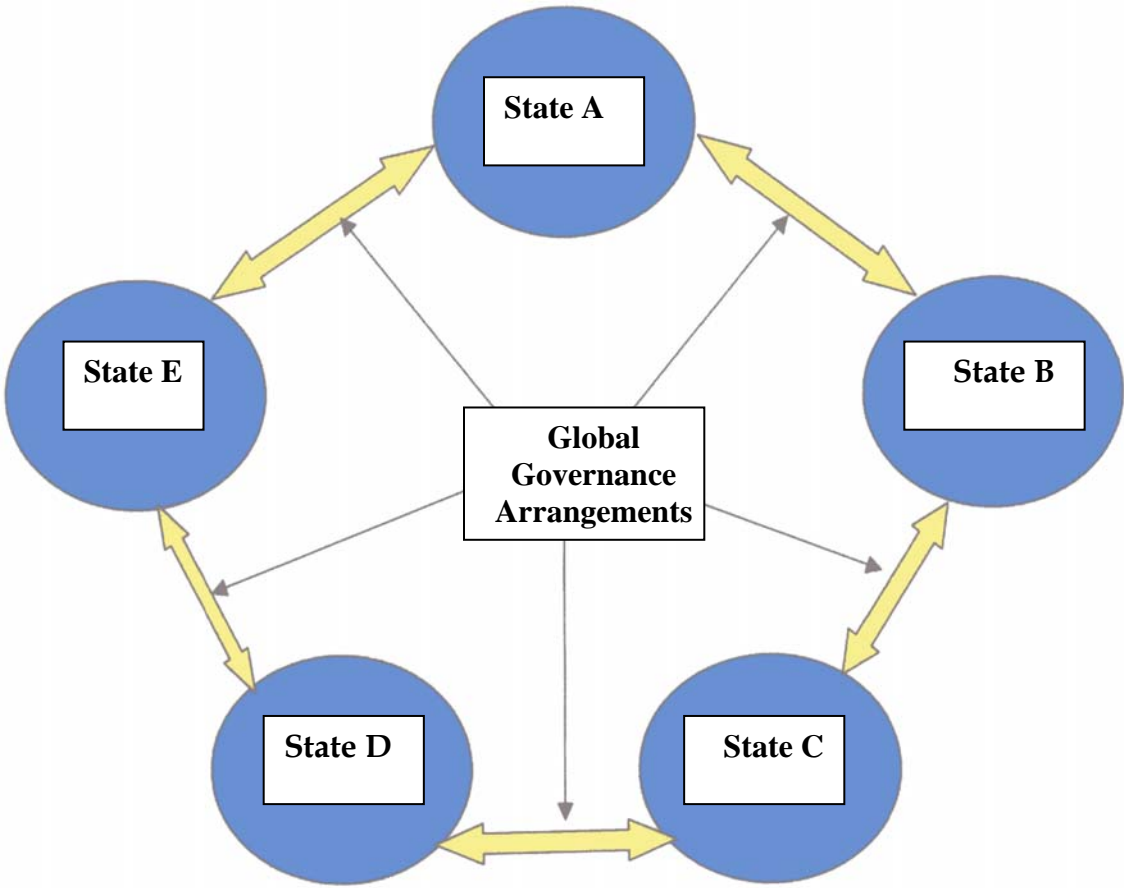 State A
State E
State B
Global
Governance
Arrangements
State D
State C